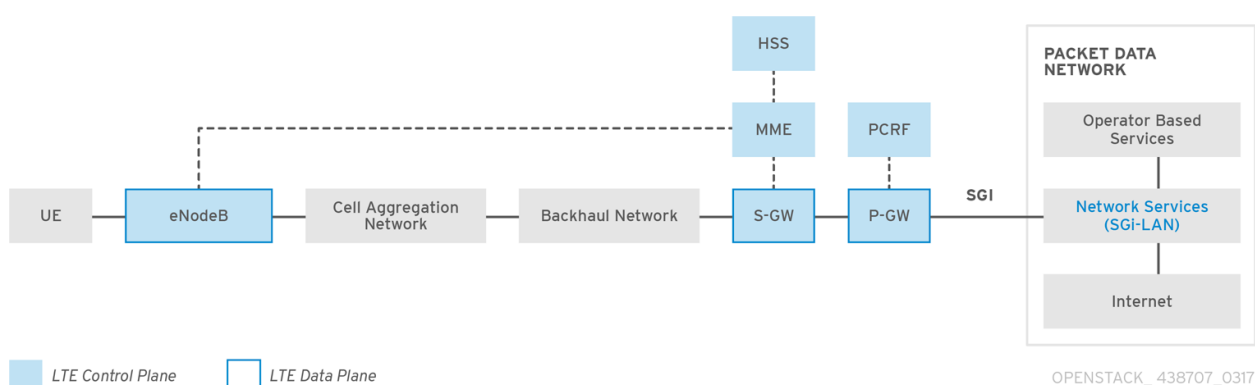 HSS
PACKET DATA
NETWORK
MME
PCRF
Operator Based
Services
UE
eNodeB
Cell Aggregation
Network
Backhaul Network
S-GW
P-GW
SGI
Network Services
(SGi-LAN)
Internet
LTE Control Plane
LTE Data Plane
OPENSTACK_438707_0317